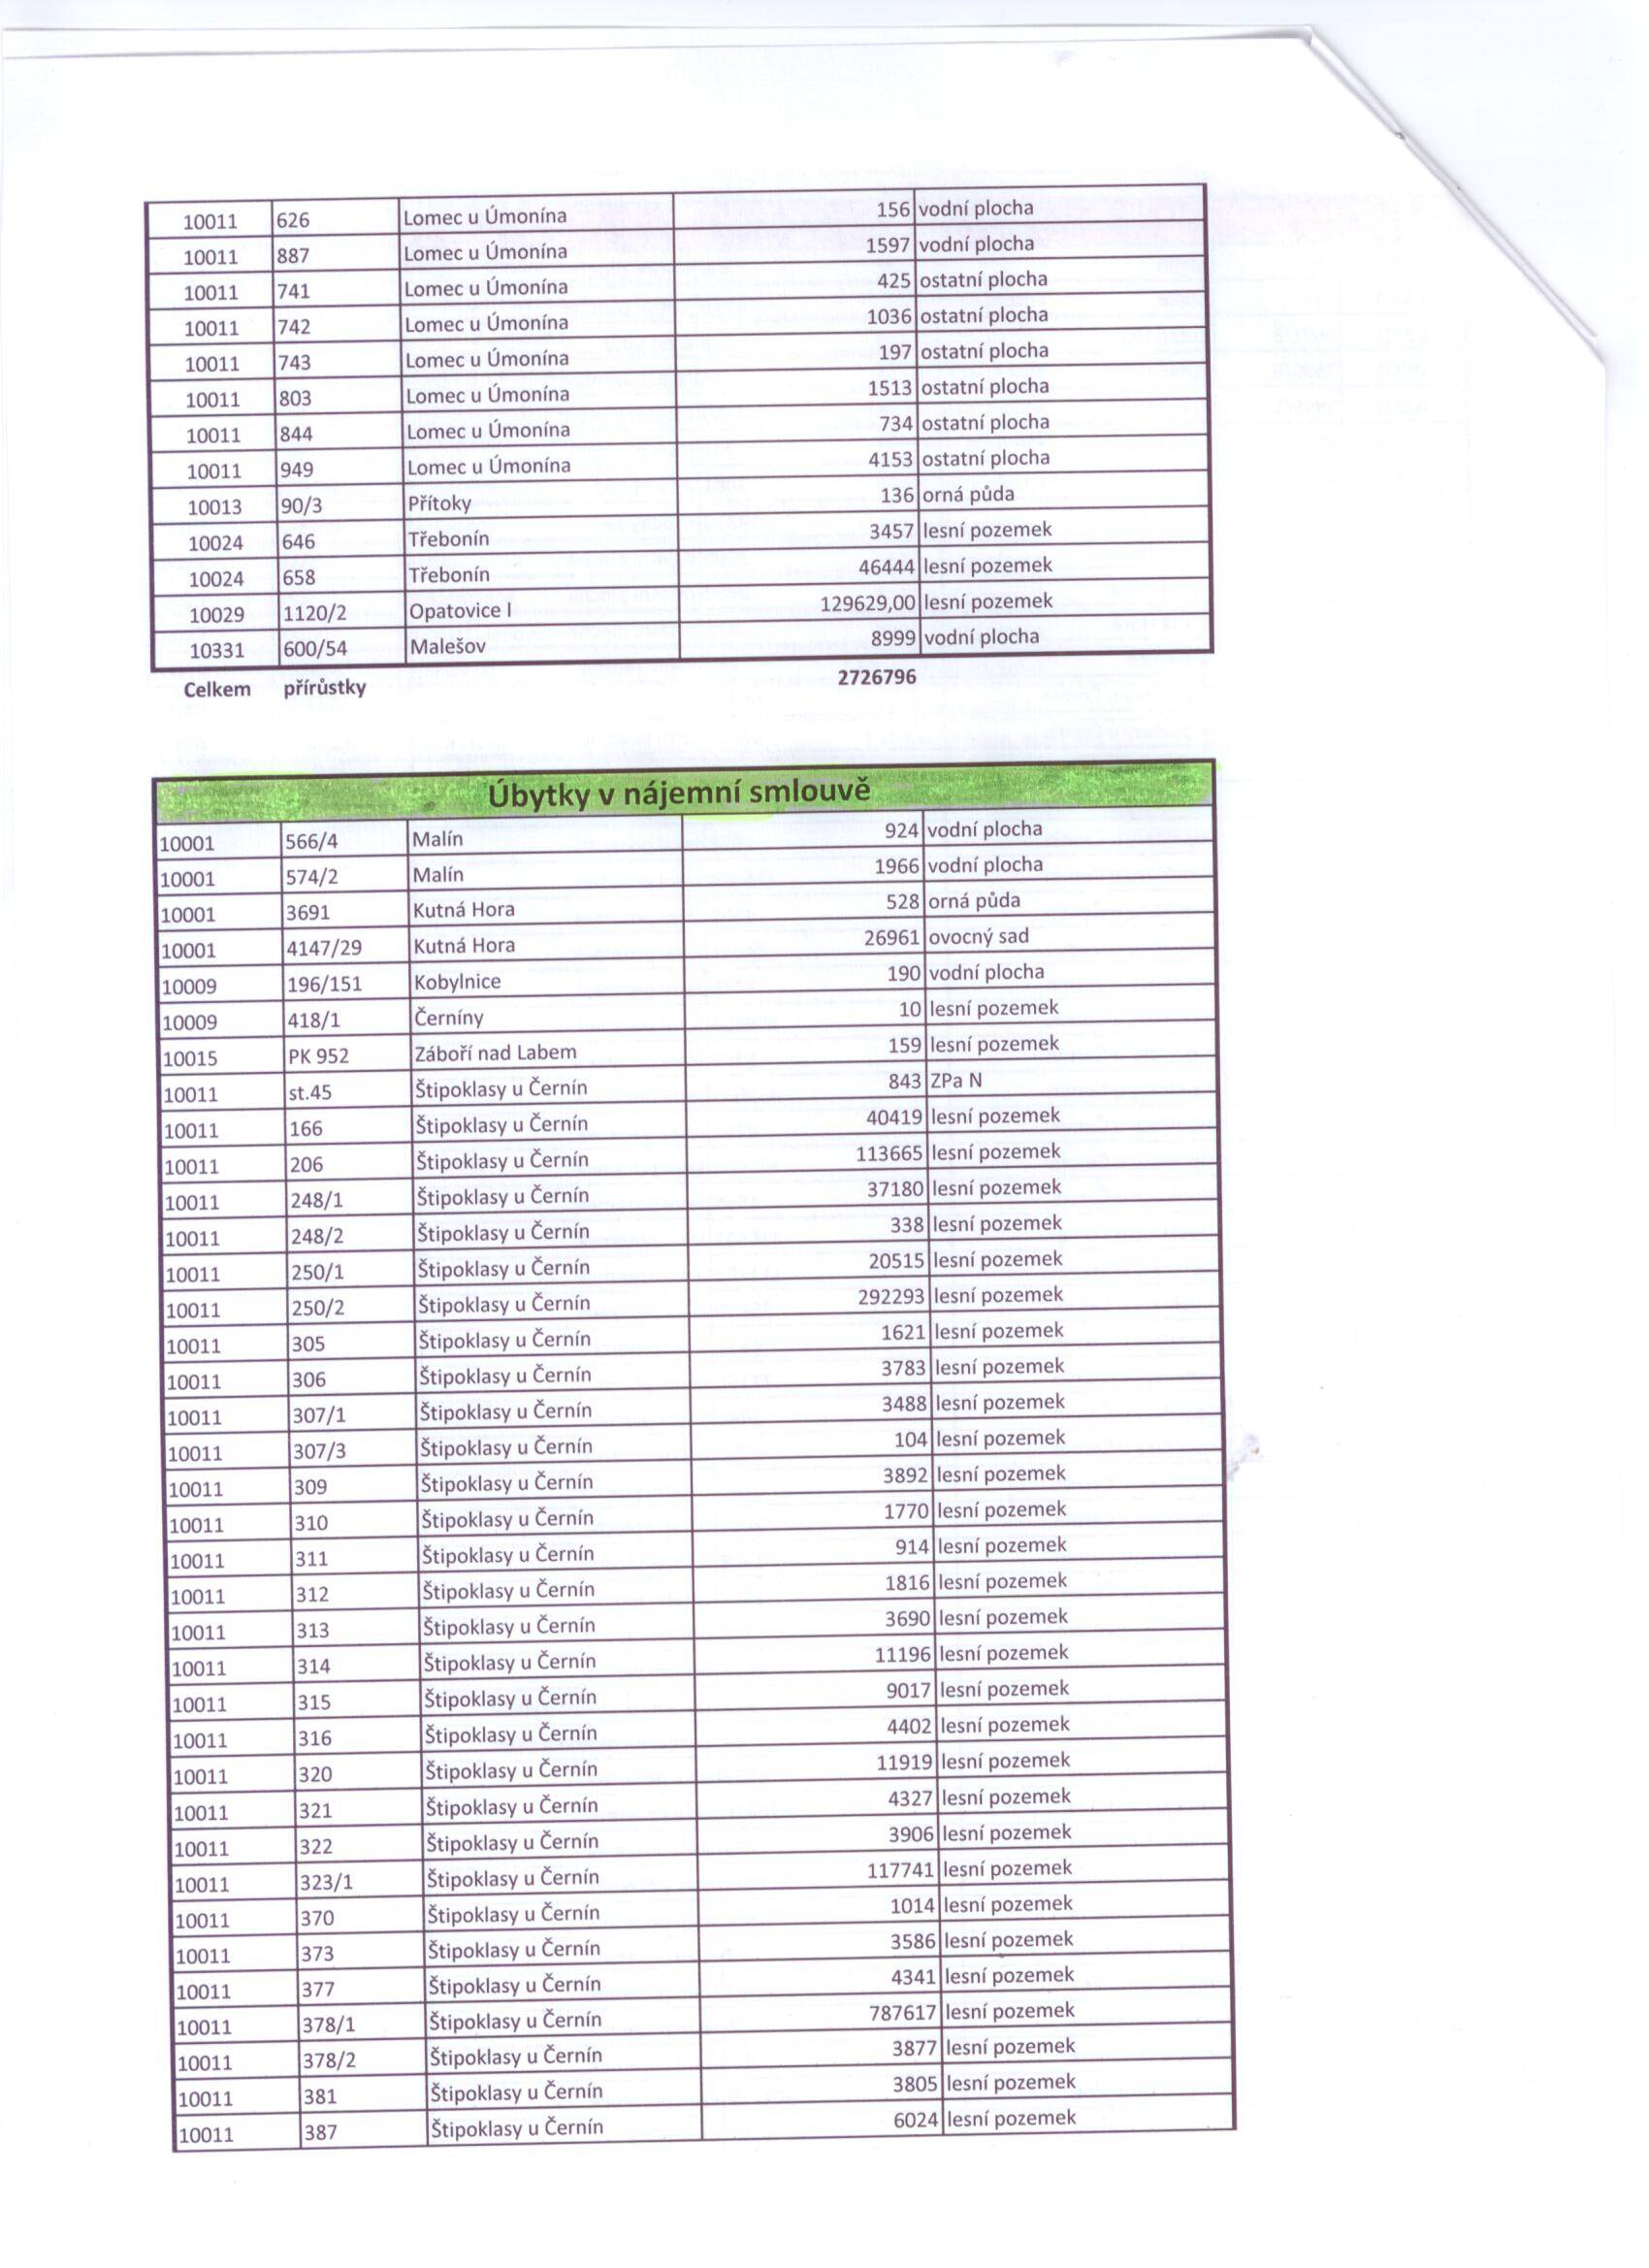 10011 626 Lomec u Úmonína 156 vodní plocha
10011 887 Lomec u Úmonína 1597 vodní plocha
10011 741 Lomec u Úmonína 425 ostatní plocha
10011 742 Lomec u Úmonína 1036 ostatní plocha
10011 743 Lomec u Úmonína 197 ostatní plocha
10011 803 Lomec u Úmonína 1513 ostatní plocha
10011 844 Lomec u Úmonína 734 ostatní plocha
10011 949 Lomec u Úmonína 4153 ostatní plocha
10013 90/3 Přítoky 136 orná půda
10024 646 Třebonín 3457 lesní pozemek
10024 658 Třebonín 46444 lesní pozemek
10029 1120/2 Opatovice I 129629,00 lesní pozemek
10331 600/54 Malešov 8999 vodní plocha
Celkem přírůstky 2726796
Úbytky v nájemní smlouvě
10001 566/4 Malín 924 vodní plocha
10001 574/2 Malín 1966 vodní plocha
10001 3691 Kutná Hora 528 orná půda
10001 4147/29 Kutná Hora 26961 ovocný sad
10009 196/151 Kobylnice 190 vodní plocha
10009 418/1 Černíny 10 lesní pozemek
10015 PK 952 Záboří nad Labem 159 lesní pozemek
10011 st.45 Štipoklasy u Černín 843 ZPa N
10011 166 Štipoklasy u Černín 40419 lesní pozemek
10011 206 Štipoklasy u Černín 113665 lesní pozemek
10011 248/1 Štipoklasy u Černín 37180 lesní pozemek
10011 248/2 Štipoklasy u Černín 338 lesní pozemek
10011 250/1 Štipoklasy u Černín 20515 lesní pozemek
10011 250/2 Štipoklasy u Černín 292293 lesní pozemek
10011 305 Štipoklasy u Černín 1621 lesní pozemek
10011 306 Štipoklasy u Černín 3783 lesní pozemek
10011 307/1 Štipoklasy u Černín 3488 lesní pozemek
10011 307/3 Štipoklasy u Černín 104 lesní pozemek
10011 309 Štipoklasy u Černín 3892 lesní pozemek
10011 310 Štipoklasy u Černín 1770 lesní pozemek
10011 311 Štipoklasy u Černín 914 lesní pozemek
10011 312 Štipoklasy u Černín 1816 lesní pozemek
10011 313 Štipoklasy u Černín 3690 lesní pozemek
10011 314 Štipoklasy u Černín 11196 lesní pozemek
10011 315 Štipoklasy u Černín 9017 lesní pozemek
10011 316 Štipoklasy u Černín 4402 lesní pozemek
10011 320 Štipoklasy u Černín 11919 lesní pozemek
10011 321 Štipoklasy u Černín 4327 lesní pozemek
10011 322 Štipoklasy u Černín 3906 lesní pozemek
10011 323/1 Štipoklasy u Černín 117741 lesní pozemek
10011 370 Štipoklasy u Černín 1014 lesní pozemek
10011 373 Štipoklasy u Černín 3586 lesní pozemek
10011 377 Štipoklasy u Černín 4341 lesní pozemek
10011 378/1 Štipoklasy u Černín 787617 lesní pozemek
10011 378/2 Štipoklasy u Černín 3877 lesní pozemek
10011 381 Štipoklasy u Černín 3805 lesní pozemek
10011 387 Štipoklasy u Černín 6024 lesní pozemek